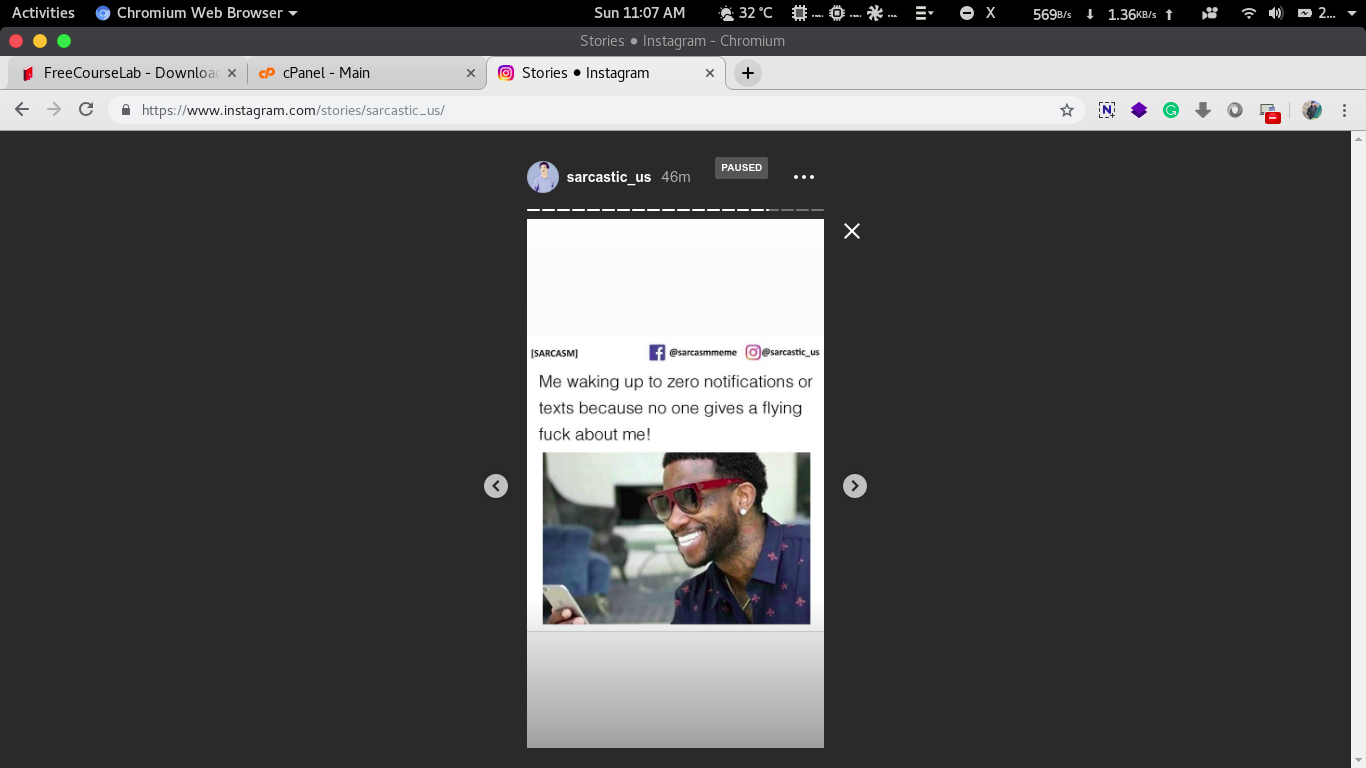 Activities Chromium Web Browser Sun 11:07 AM 32 °C X 569B/s 1.36KB/s 2...
Stories • Instagram - Chromium
FreeCourseLab - Downloa cPanel - Main Stories • Instagram
https://www.instagram.com/stories/sarcastic_us/
sarcastic_us 46m PAUSED
[SARCASM] @sarcasmmeme @sarcastic_us
Me waking up to zero notifications or
texts because no one gives a flying
fuck about me!